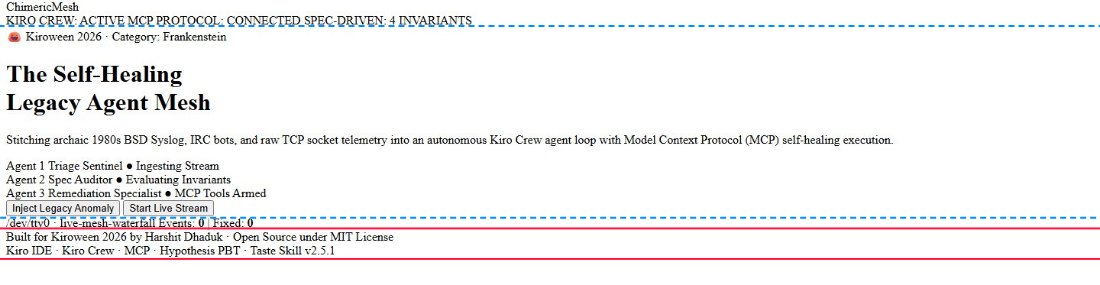 ChimericMesh
KIRO CREW: ACTIVE MCP PROTOCOL: CONNECTED SPEC-DRIVEN: 4 INVARIANTS
🎃 Kiroween 2026 · Category: Frankenstein
The Self-Healing
Legacy Agent Mesh
Stitching archaic 1980s BSD Syslog, IRC bots, and raw TCP socket telemetry into an autonomous Kiro Crew agent loop with Model Context Protocol (MCP) self-healing execution.
Agent 1 Triage Sentinel ● Ingesting Stream
Agent 2 Spec Auditor ● Evaluating Invariants
Agent 3 Remediation Specialist ● MCP Tools Armed
Inject Legacy Anomaly Start Live Stream
/dev/ttv0 · live-mesh-waterfall Events: 0 | Fixed: 0
Built for Kiroween 2026 by Harshit Dhaduk · Open Source under MIT License
Kiro IDE · Kiro Crew · MCP · Hypothesis PBT · Taste Skill v2.5.1